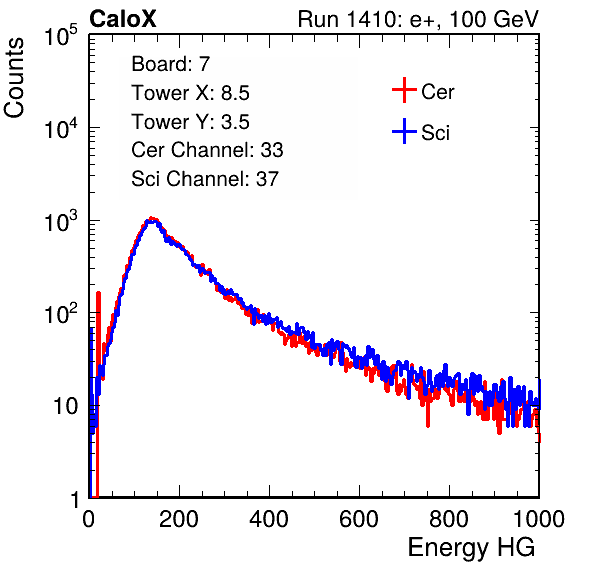 CaloX Run 1410: e+, 100 GeV
Board: 7
Tower X: 8.5
Tower Y: 3.5
Cer Channel: 33
Sci Channel: 37
Cer
Sci
Counts
10^5
10^4
10^3
10^2
10
1
0 200 400 600 800 1000
Energy HG